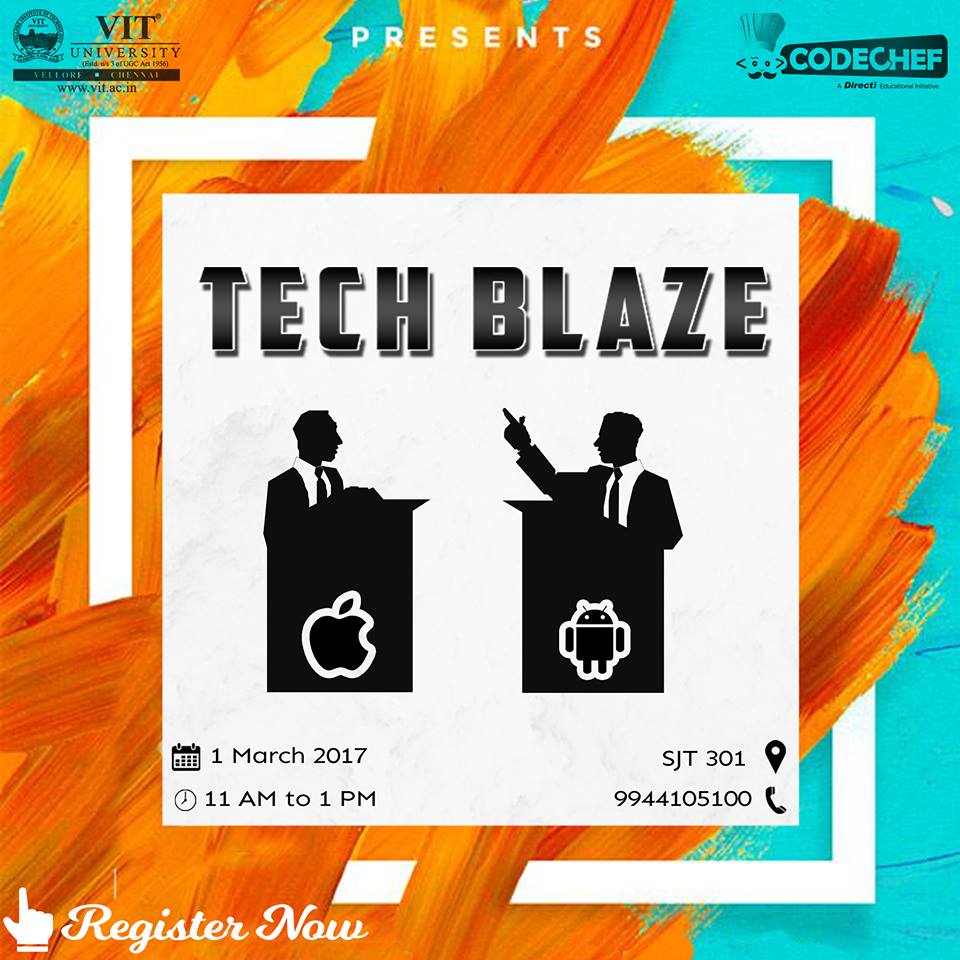 VIT®
UNIVERSITY
(Estd. u/s 3 of UGC Act 1956)
VELLORE • CHENNAI
www.vit.ac.in
PRESENTS
CODECHEF
A Directi Educational Initiative
TECH BLAZE
1 March 2017
SJT 301
11 AM to 1 PM
9944105100
Register Now